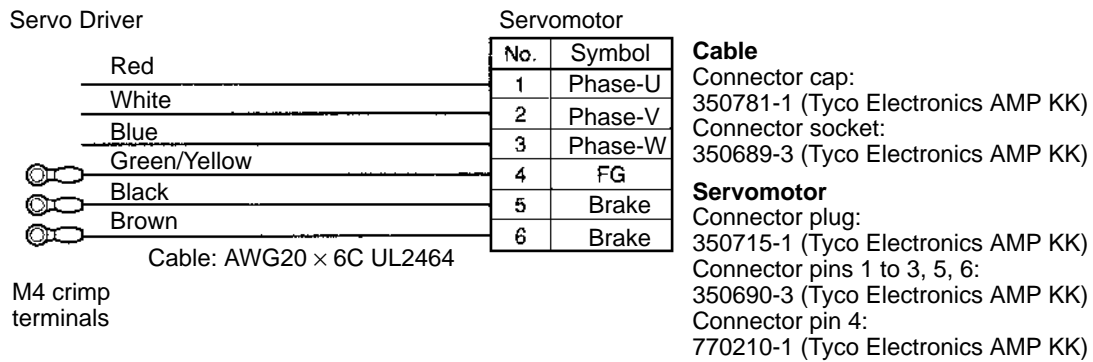 Servo Driver
Servomotor
No. Symbol
Red
1 Phase-U
White
2 Phase-V
Blue
3 Phase-W
Green/Yellow
4 FG
Black
5 Brake
Brown
6 Brake
Cable: AWG20 × 6C UL2464
M4 crimp
terminals
Cable
Connector cap:
350781-1 (Tyco Electronics AMP KK)
Connector socket:
350689-3 (Tyco Electronics AMP KK)
Servomotor
Connector plug:
350715-1 (Tyco Electronics AMP KK)
Connector pins 1 to 3, 5, 6:
350690-3 (Tyco Electronics AMP KK)
Connector pin 4:
770210-1 (Tyco Electronics AMP KK)